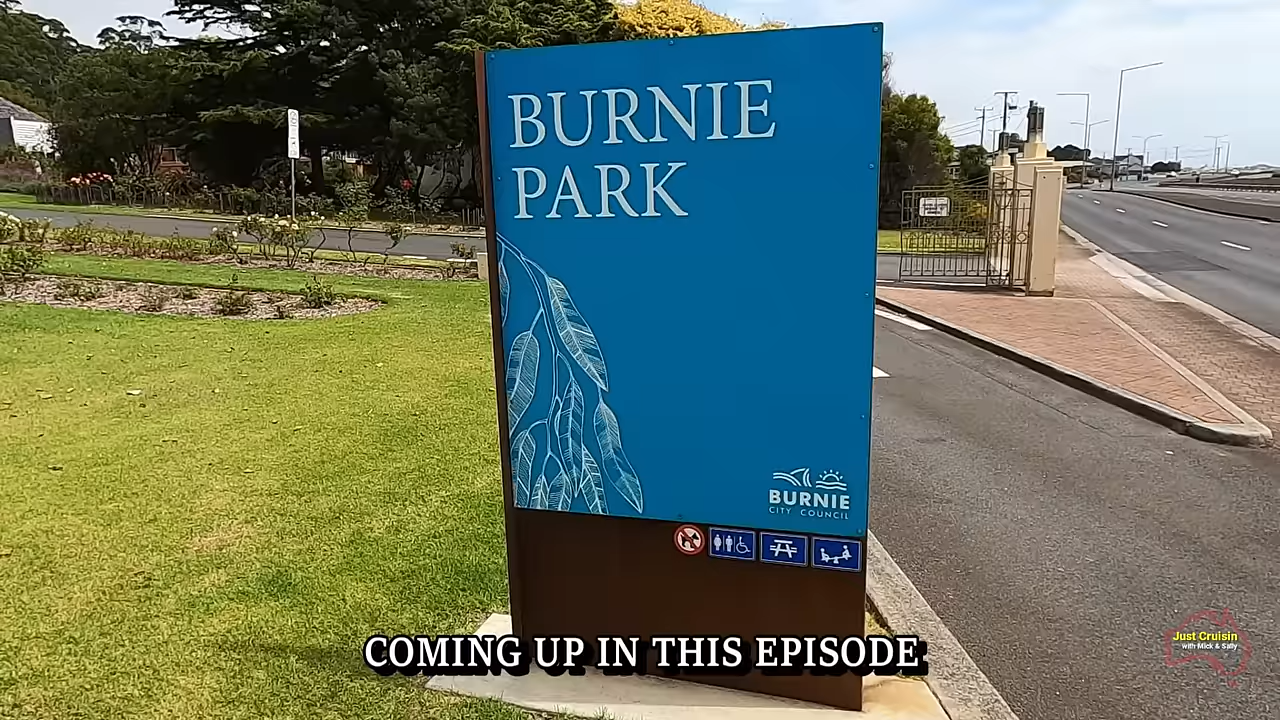 BURNIE
PARK
BURNIE
CITY COUNCIL
COMING UP IN THIS EPISODE
Just Cruisin
with Mick & Sally